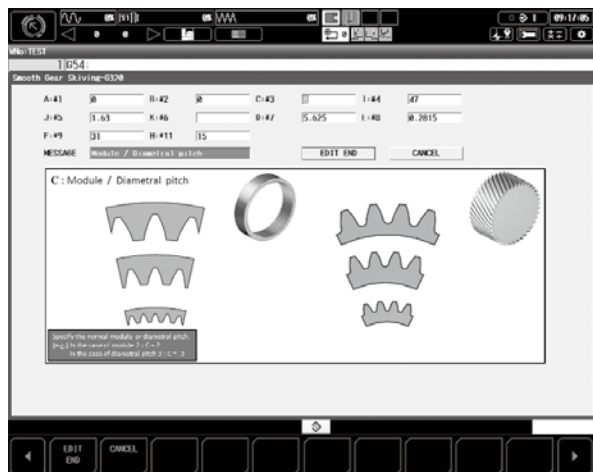 09:17:05
WNo:TEST
1 G54;
Smooth Gear Skiving-G320
A:#1 0 B:#2 0 C:#3 I:#4 47
J:#5 1.63 K:#6 D:#7 5.625 E:#8 0.2815
F:#9 31 H:#11 15
MESSAGE Module / Diametral pitch EDIT END CANCEL
C : Module / Diametral pitch
Specify the normal module or diametral pitch.
In the case of diametral pitch
EDIT END CANCEL